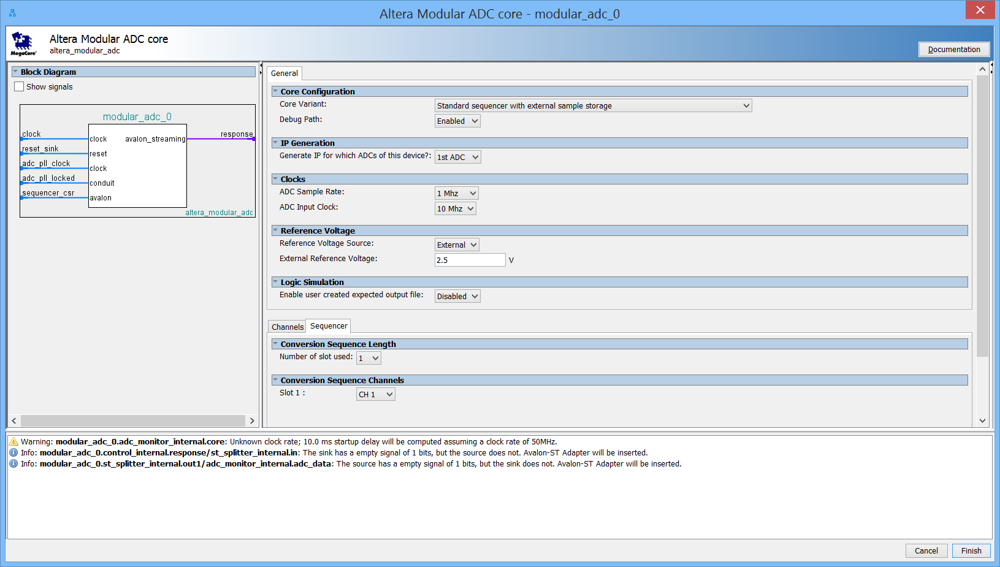 Altera Modular ADC core - modular_adc_0
MegaCore®
Altera Modular ADC core
altera_modular_adc
Documentation
Block Diagram
Show signals
modular_adc_0
clock
clock
avalon_streaming
response
reset_sink
reset
adc_pll_clock
clock
adc_pll_locked
conduit
sequencer_csr
avalon
altera_modular_adc
General
Core Configuration
Core Variant: Standard sequencer with external sample storage
Debug Path: Enabled
IP Generation
Generate IP for which ADCs of this device?: 1st ADC
Clocks
ADC Sample Rate: 1 Mhz
ADC Input Clock: 10 Mhz
Reference Voltage
Reference Voltage Source: External
External Reference Voltage: 2.5 V
Logic Simulation
Enable user created expected output file: Disabled
Channels Sequencer
Conversion Sequence Length
Number of slot used: 1
Conversion Sequence Channels
Slot 1 : CH 1
Warning: modular_adc_0.adc_monitor_internal.core: Unknown clock rate; 10.0 ms startup delay will be computed assuming a clock rate of 50MHz.
Info: modular_adc_0.control_internal.response/st_splitter_internal.in: The sink has a empty signal of 1 bits, but the source does not. Avalon-ST Adapter will be inserted.
Info: modular_adc_0.st_splitter_internal.out1/adc_monitor_internal.adc_data: The source has a empty signal of 1 bits, but the sink does not. Avalon-ST Adapter will be inserted.
Cancel Finish